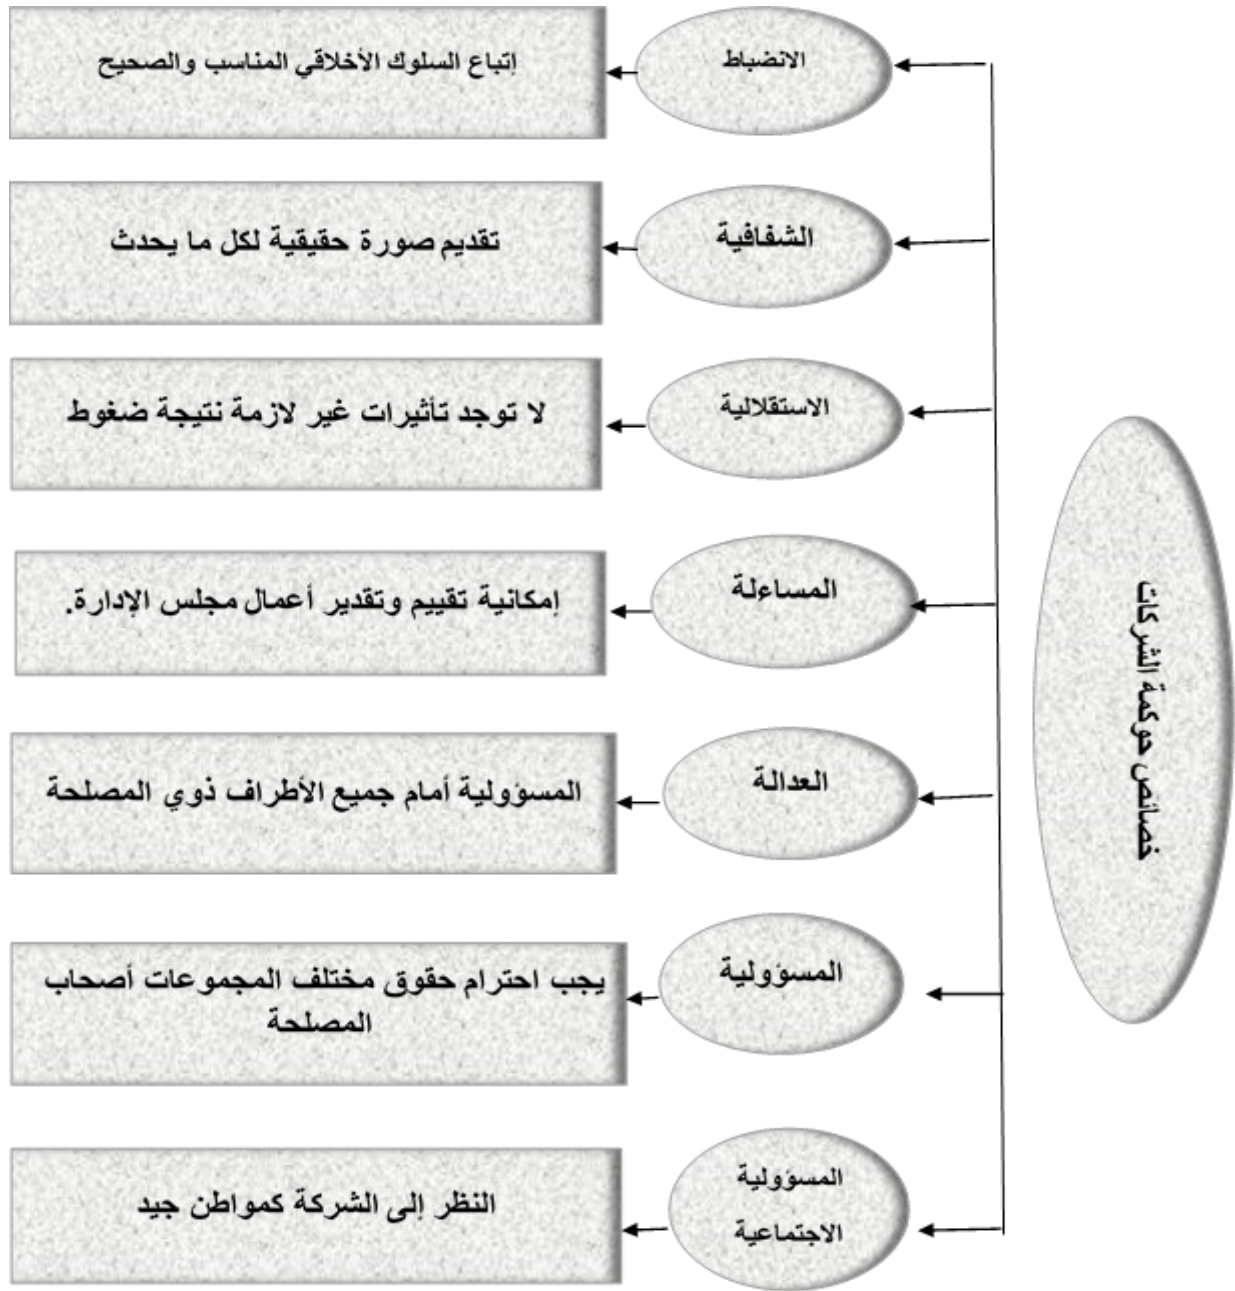 خصائص حوكمة الشركات
الانضباط
إتباع السلوك الأخلاقي المناسب والصحيح
الشفافية
تقديم صورة حقيقية لكل ما يحدث
الاستقلالية
لا توجد تأثيرات غير لازمة نتيجة ضغوط
المساءلة
إمكانية تقييم وتقدير أعمال مجلس الإدارة.
العدالة
المسؤولية أمام جميع الأطراف ذوي المصلحة
المسؤولية
يجب احترام حقوق مختلف المجموعات أصحاب
المصلحة
المسؤولية
الاجتماعية
النظر إلى الشركة كمواطن جيد